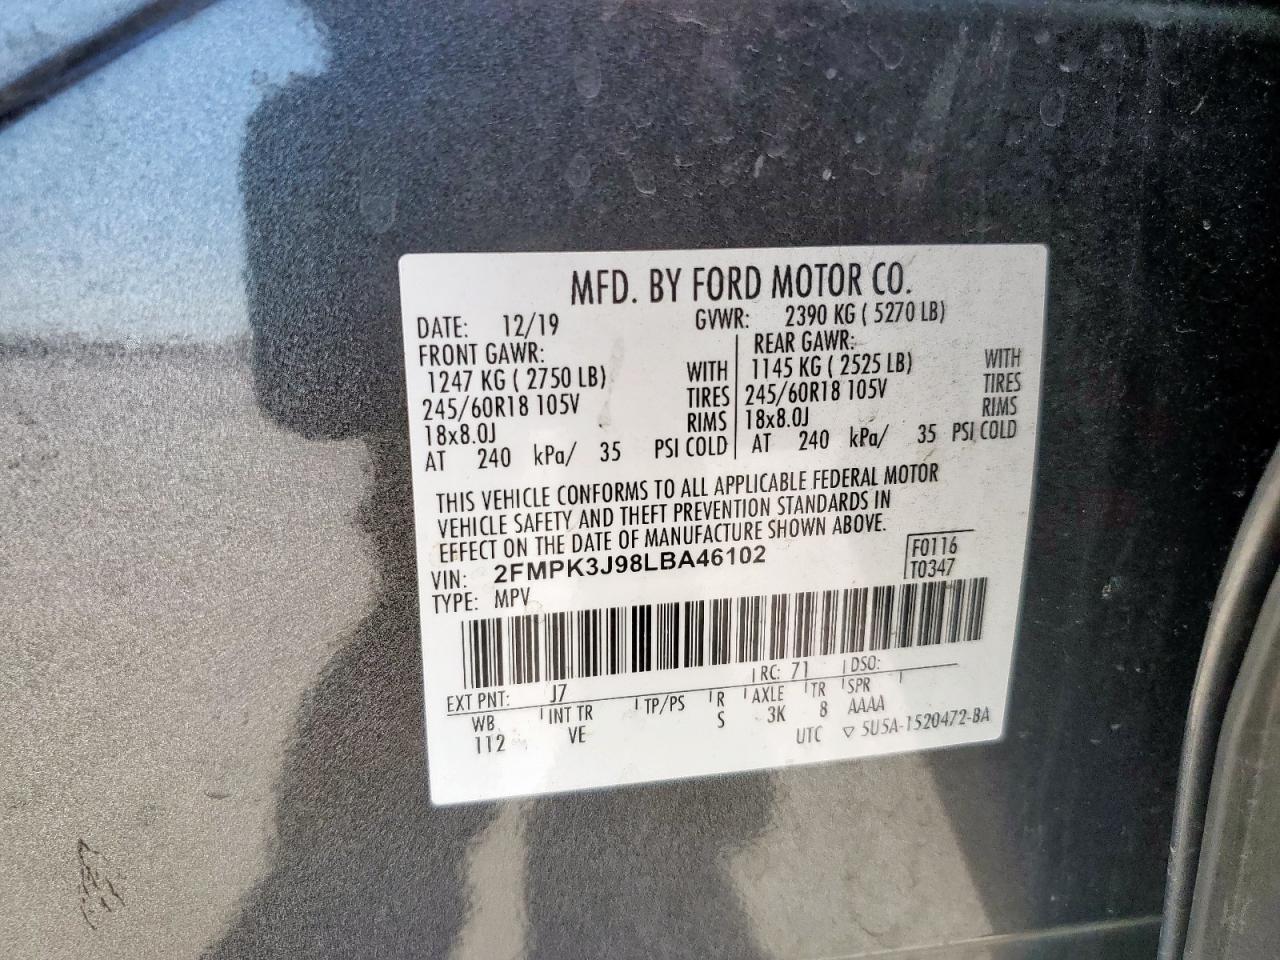 MFD. BY FORD MOTOR CO.
DATE: 12/19 GVWR: 2390 KG ( 5270 LB)
FRONT GAWR: REAR GAWR:
1247 KG ( 2750 LB) WITH 1145 KG ( 2525 LB) WITH
245/60R18 105V TIRES 245/60R18 105V TIRES
18x8.0J RIMS 18x8.0J RIMS
AT 240 kPa/ 35 PSI COLD AT 240 kPa/ 35 PSI COLD
THIS VEHICLE CONFORMS TO ALL APPLICABLE FEDERAL MOTOR
VEHICLE SAFETY AND THEFT PREVENTION STANDARDS IN
EFFECT ON THE DATE OF MANUFACTURE SHOWN ABOVE.
VIN: 2FMPK3J98LBA46102 F0116
TYPE: MPV T0347
EXT PNT: J7 RC: 71 DSO:
WB INT TR TP/PS R AXLE TR SPR
112 VE S 3K 8 AAAA
UTC ▽ 5U5A-1520472-BA